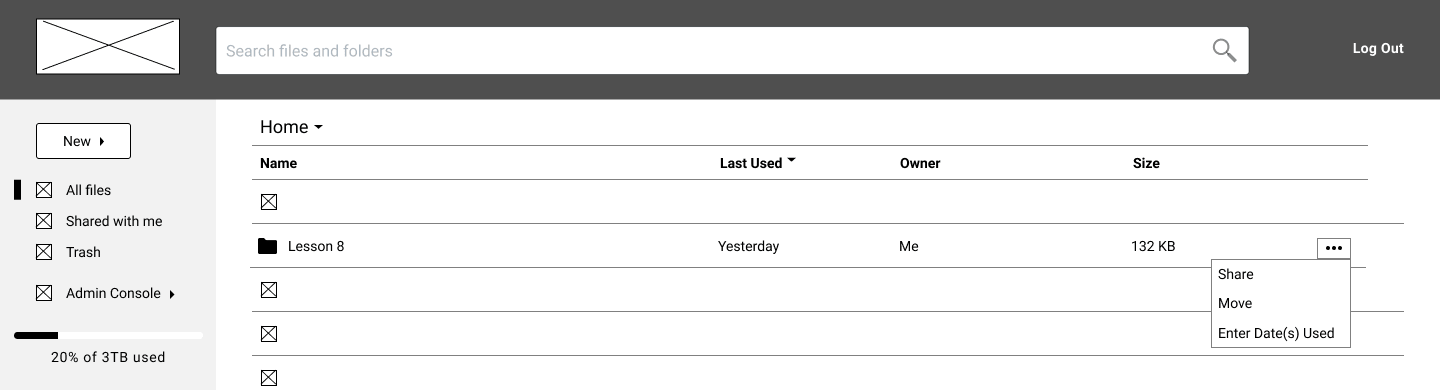 Search files and folders
Log Out
New
All files
Shared with me
Trash
Admin Console
20% of 3TB used
Home
Name Last Used Owner Size
Lesson 8 Yesterday Me 132 KB
Share
Move
Enter Date(s) Used